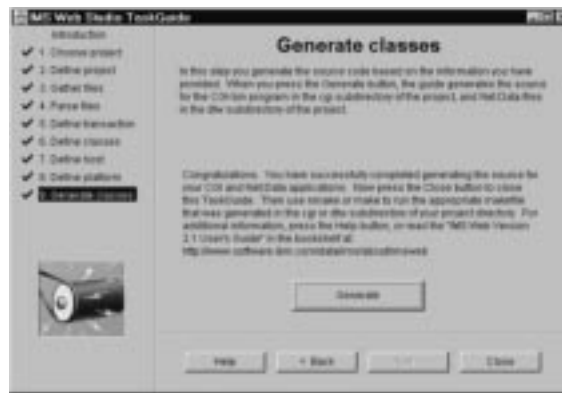 IMS Web Studio TaskGuide
Introduction
1. Choose project
2. Define project
3. Gather files
4. Parse files
5. Define transaction
6. Define classes
7. Define host
8. Define platform
9. Generate classes
Generate classes
In this step you generate the source code based on the information you have
provided. When you press the Generate button, the guide generates the source
for the CGI-bin program in the cgi subdirectory of the project, and Net.Data files
in the dtw subdirectory of the project.
Congratulations. You have successfully completed generating the source for
your CGI and Net.Data applications. Now press the Close button to close
this TaskGuide. Then use nmake or make to run the appropriate makefile
that was generated in the cgi or dtw subdirectory of your project directory. For
additional information, press the Help button, or read the "IMS Web Version
2.1 User's Guide" in the bookshelf at:
Generate
Help
< Back
Close